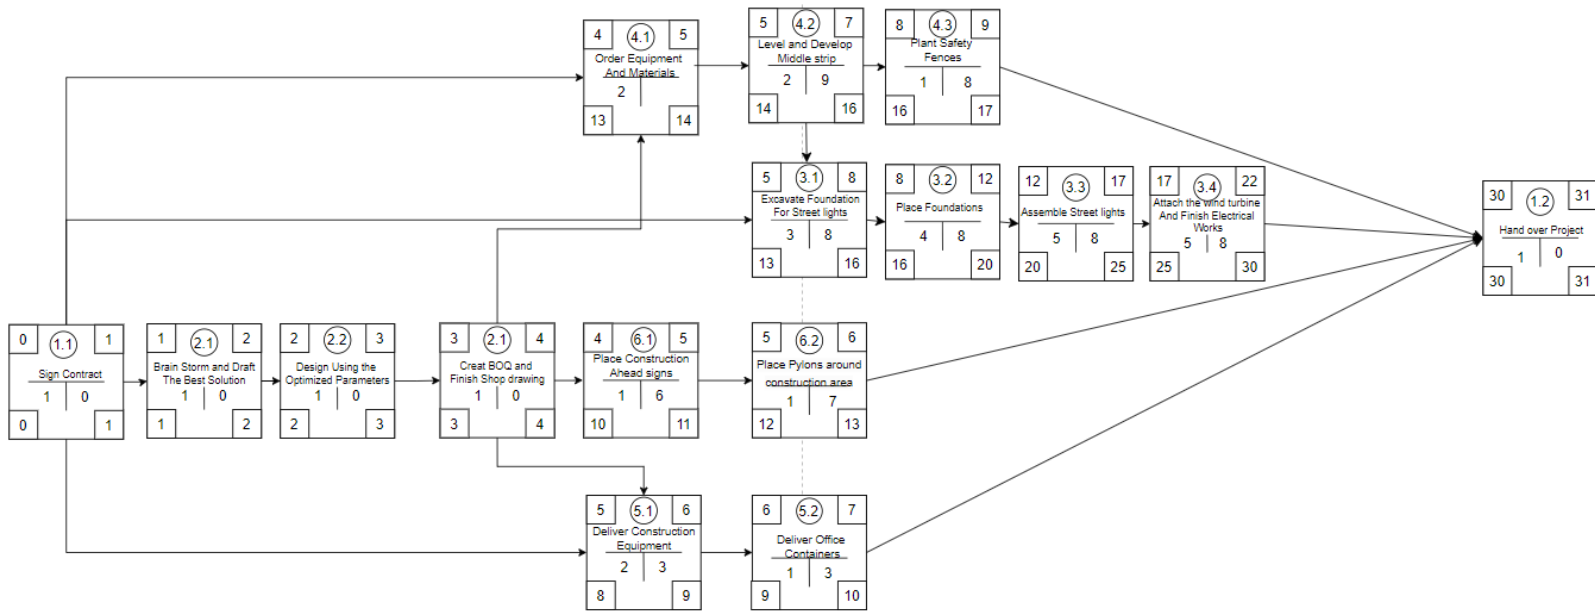 4 4.1 5
Order Equipment
And Materials
2
13 14
5 4.2 7
Level and Develop
Middle strip
2 9
14 16
8 4.3 9
Plant Safety
Fences
1 8
16 17
5 3.1 8
Excavate Foundation
For Street lights
3 8
13 16
8 3.2 12
Place Foundations
4 8
16 20
12 3.3 17
Assemble Street lights
5 8
20 25
17 3.4 22
Attach the wind turbine
And Finish Electrical
Works
5 8
25 30
30 1.2 31
Hand over Project
1 0
30 31
0 1.1 1
Sign Contract
1 0
0 1
1 2.1 2
Brain Storm and Draft
The Best Solution
1 0
1 2
2 2.2 3
Design Using the
Optimized Parameters
1 0
2 3
3 2.1 4
Creat BOQ and
Finish Shop drawing
1 0
3 4
4 6.1 5
Place Construction
Ahead signs
1 6
10 11
5 6.2 6
Place Pylons around
construction area
1 7
12 13
5 5.1 6
Deliver Construction
Equipment
2 3
8 9
6 5.2 7
Deliver Office
Containers
1 3
9 10